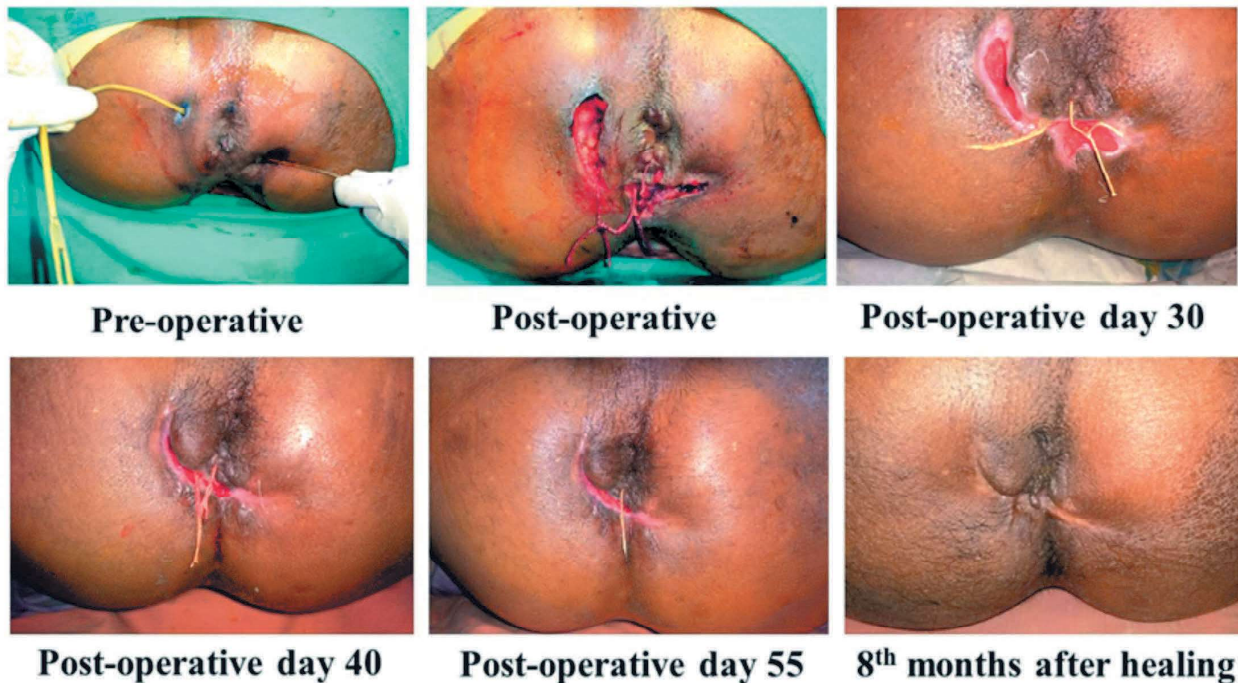 Pre-operative
Post-operative
Post-operative day 30
Post-operative day 40
Post-operative day 55
8th months after healing